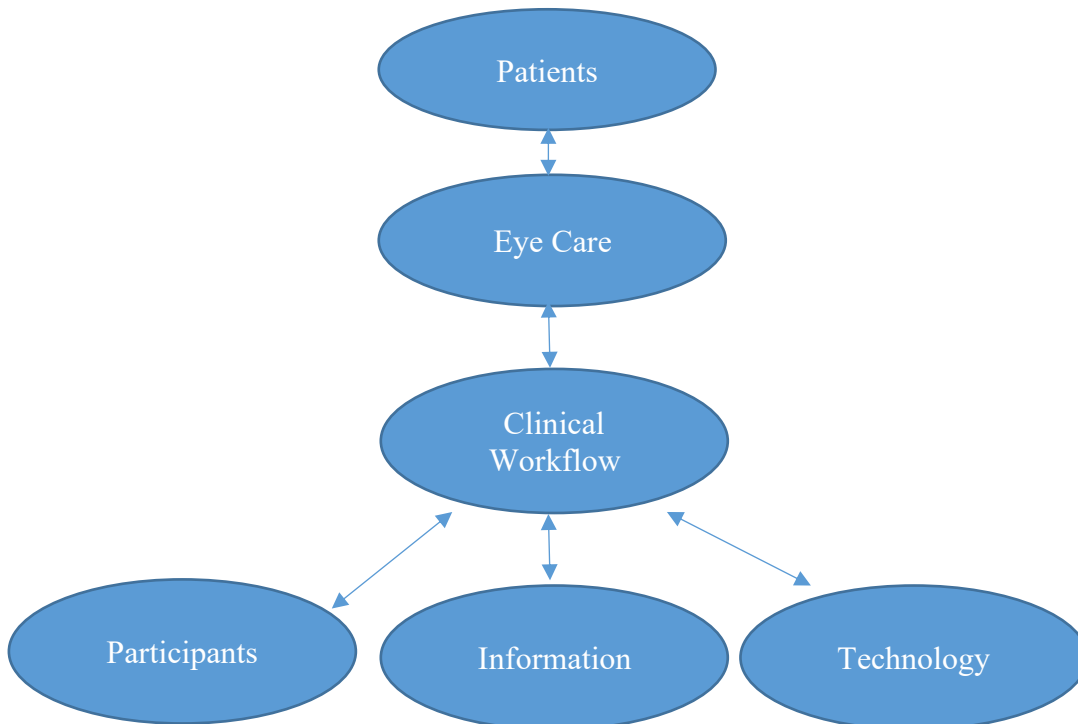 Patients
Eye Care
Clinical
Workflow
Participants
Information
Technology